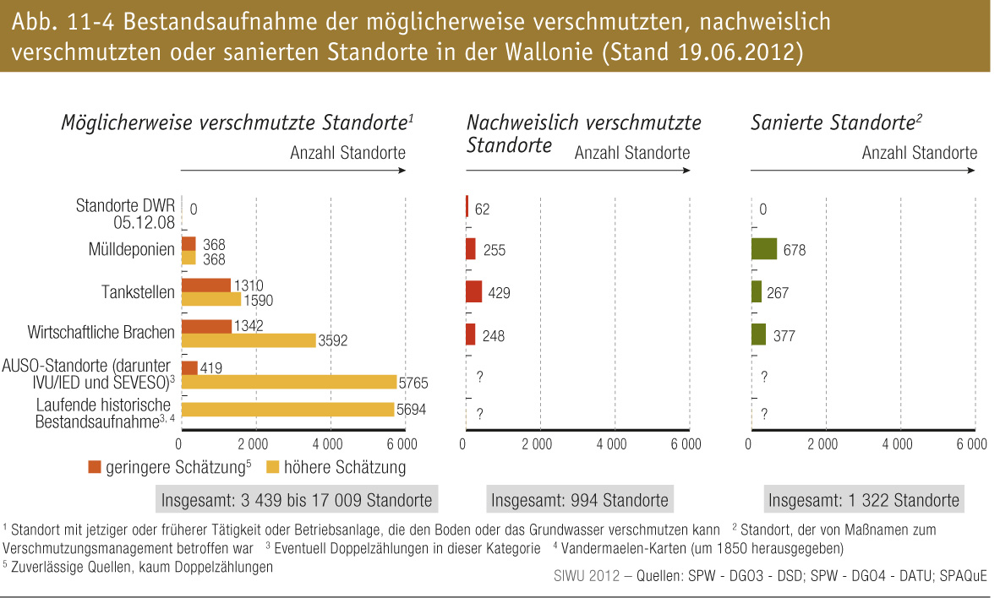 Abb. 11-4 Bestandsaufnahme der möglicherweise verschmutzten, nachweislich
verschmutzten oder sanierten Standorte in der Wallonie (Stand 19.06.2012)
Möglicherweise verschmutzte Standorte¹
Anzahl Standorte
Nachweislich verschmutzte
Standorte
Anzahl Standorte
Sanierte Standorte²
Anzahl Standorte
Standorte DWR
05.12.08
0
62
0
Mülldeponien
368
368
255
678
Tankstellen
1310
1590
429
267
Wirtschaftliche Brachen
1342
3592
248
377
AUSO-Standorte (darunter
IVU/IED und SEVESO)³
419
5765
?
?
Laufende historische
Bestandsaufnahme³, ⁴
5694
?
?
0 2 000 4 000 6 000
0 2 000 4 000 6 000
0 2 000 4 000 6 000
geringere Schätzung⁵ höhere Schätzung
Insgesamt: 3 439 bis 17 009 Standorte
Insgesamt: 994 Standorte
Insgesamt: 1 322 Standorte
¹ Standort mit jetziger oder früherer Tätigkeit oder Betriebsanlage, die den Boden oder das Grundwasser verschmutzen kann ² Standort, der von Maßnamen zum
Verschmutzungsmanagement betroffen war ³ Eventuell Doppelzählungen in dieser Kategorie ⁴ Vandermaelen-Karten (um 1850 herausgegeben)
⁵ Zuverlässige Quellen, kaum Doppelzählungen
SIWU 2012 – Quellen: SPW - DGO3 - DSD; SPW - DGO4 - DATU; SPAQuE